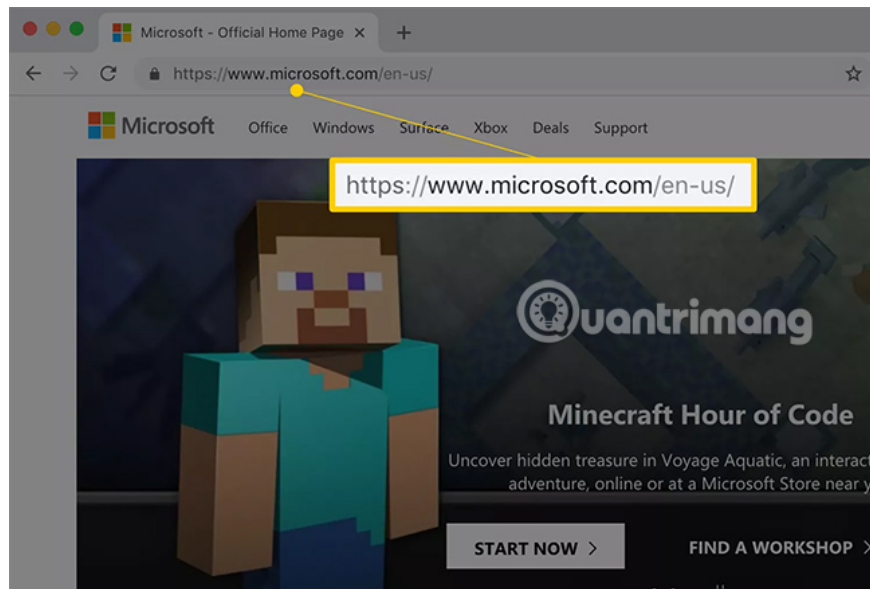 Microsoft - Official Home Page
https://www.microsoft.com/en-us/
Microsoft Office Windows Surface Xbox Deals Support
https://www.microsoft.com/en-us/
Quantrimang
Minecraft Hour of Code
Uncover hidden treasure in Voyage Aquatic, an interact
adventure, online or at a Microsoft Store near y
START NOW > FIND A WORKSHOP >